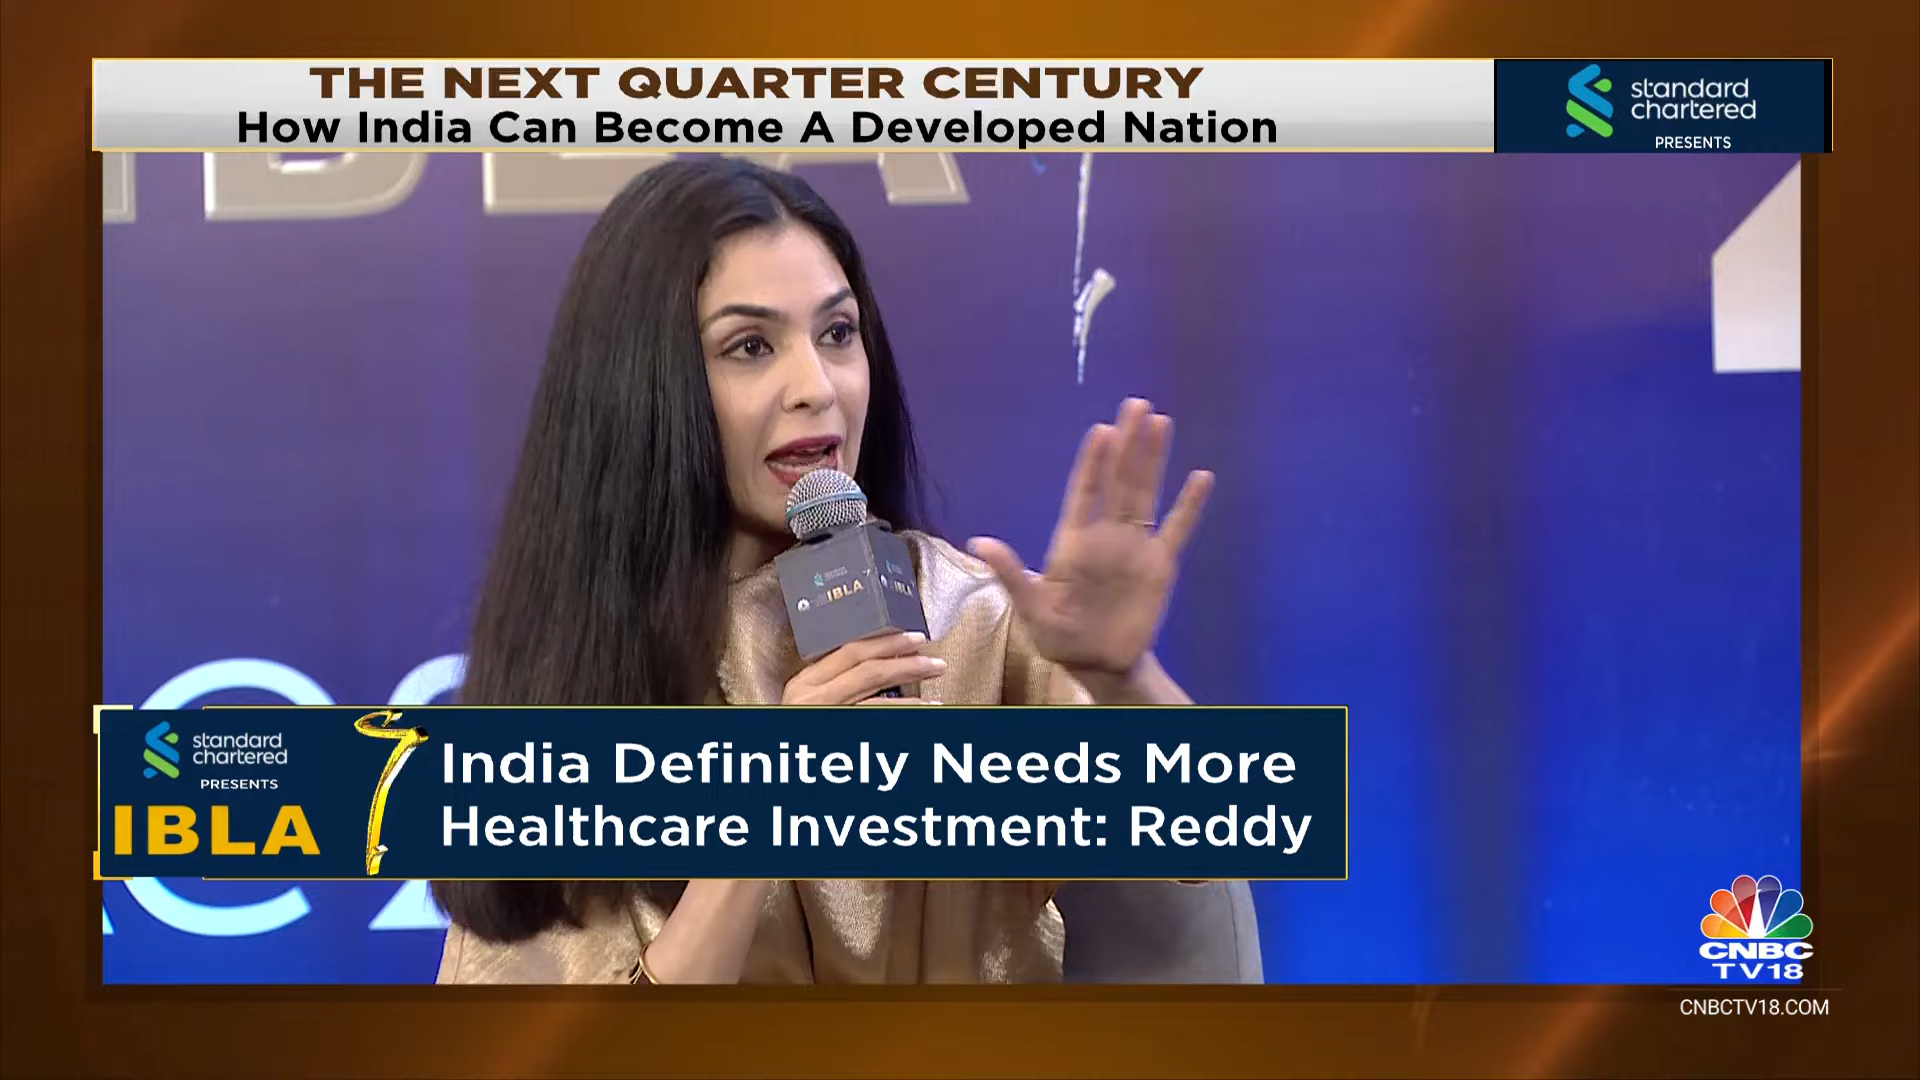 THE NEXT QUARTER CENTURY
How India Can Become A Developed Nation
standard
chartered
PRESENTS
IBLA
standard
chartered
PRESENTS
IBLA
India Definitely Needs More
Healthcare Investment: Reddy
CNBC
TV18
CNBCTV18.COM